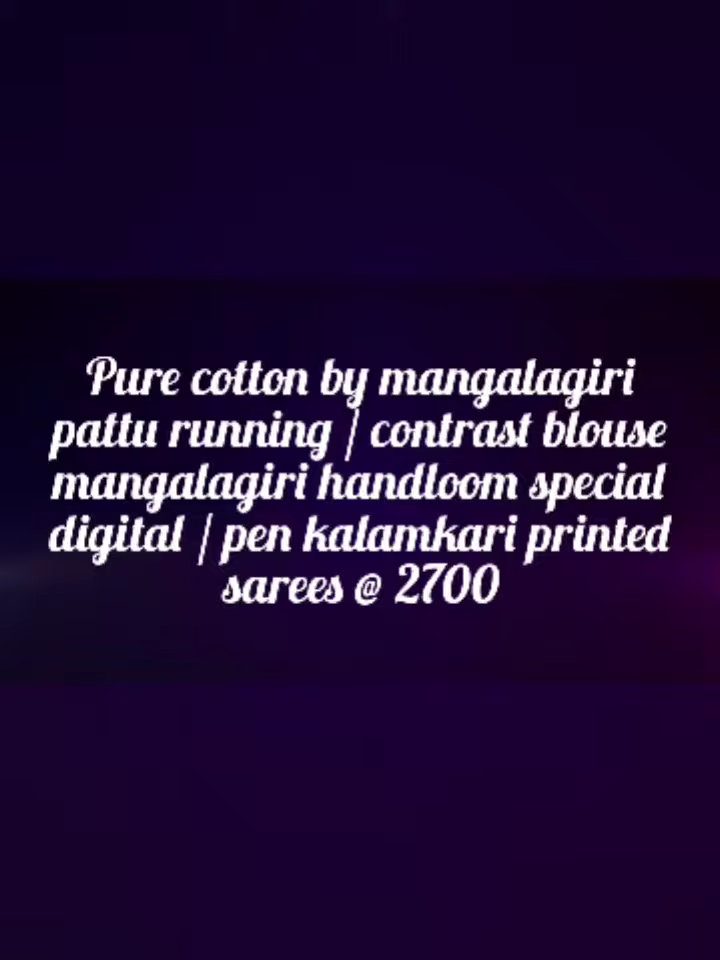 Pure cotton by mangalagiri
pattu running / contrast blouse
mangalagiri handloom special
digital / pen kalamkari printed
sarees @ 2700